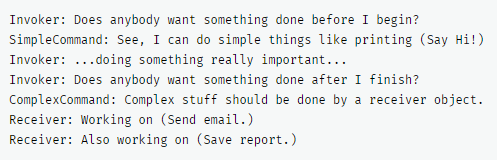 Invoker: Does anybody want something done before I begin?
SimpleCommand: See, I can do simple things like printing (Say Hi!)
Invoker: ...doing something really important...
Invoker: Does anybody want something done after I finish?
ComplexCommand: Complex stuff should be done by a receiver object.
Receiver: Working on (Send email.)
Receiver: Also working on (Save report.)